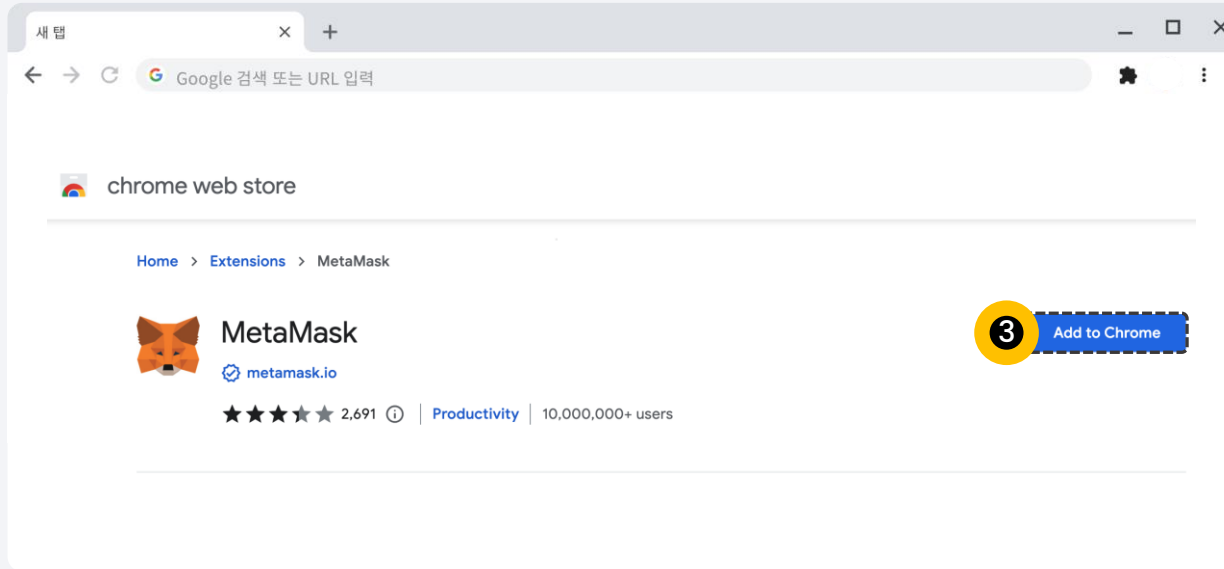 새 탭
Google 검색 또는 URL 입력
chrome web store
Home > Extensions > MetaMask
MetaMask
3 Add to Chrome
metamask.io
2,691 | Productivity | 10,000,000+ users